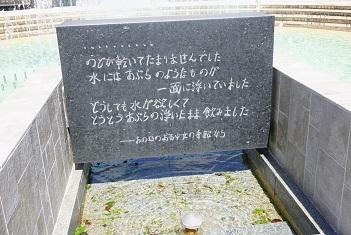 ・・・・・・・・・・・
のどが乾いてたまりませんでした
水にはあぶらのようなものが
一面に浮いていました
どうしても水が欲しくて
とうとうあぶらの浮いたまま飲みました
――あの日のある少女の手記から